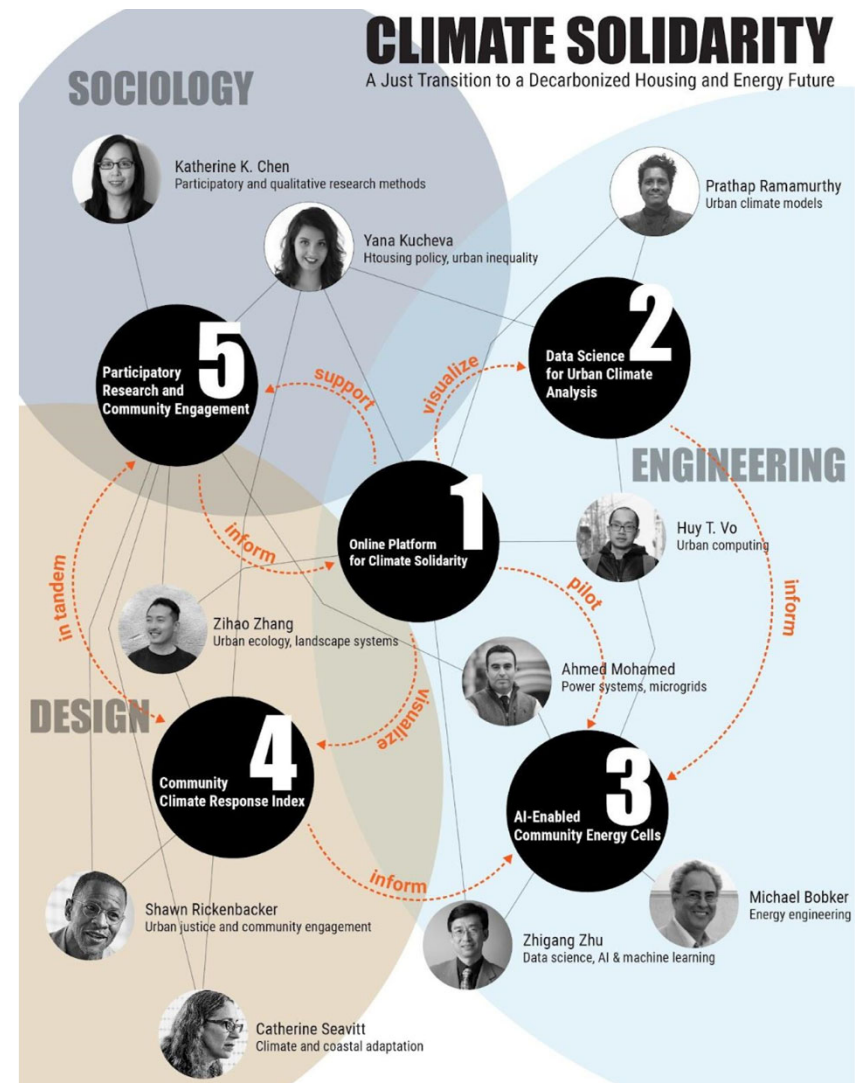 CLIMATE SOLIDARITY
A Just Transition to a Decarbonized Housing and Energy Future
SOCIOLOGY
Katherine K. Chen
Participatory and qualitative research methods
Prathap Ramamurthy
Urban climate models
Yana Kucheva
Htousing policy, urban inequality
5
Participatory
Research and
Community Engagement
2
Data Science
for Urban Climate
Analysis
support
visualize
ENGINEERING
1
Online Platform
for Climate Solidarity
inform
Huy T. Vo
Urban computing
pilot
inform
in tandem
Zihao Zhang
Urban ecology, landscape systems
Ahmed Mohamed
Power systems, microgrids
visualize
DESIGN
4
Community
Climate Response Index
3
AI-Enabled
Community Energy Cells
inform
Shawn Rickenbacker
Urban justice and community engagement
Michael Bobker
Energy engineering
Zhigang Zhu
Data science, AI & machine learning
Catherine Seavitt
Climate and coastal adaptation